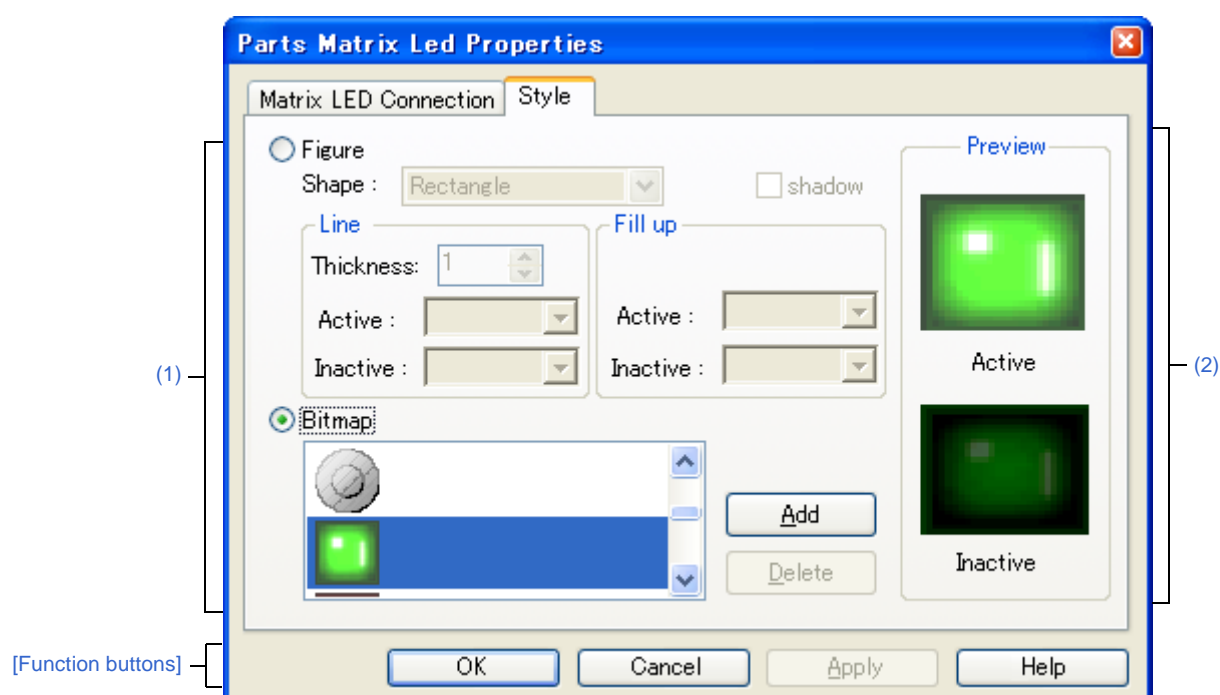 Parts Matrix Led Properties
Matrix LED Connection
Style
Figure
Shape :
Rectangle
shadow
Line
Thickness:
1
Active :
Inactive :
Fill up
Active :
Inactive :
Bitmap
Add
Delete
Preview
Active
Inactive
(1)
(2)
[Function buttons]
OK
Cancel
Apply
Help